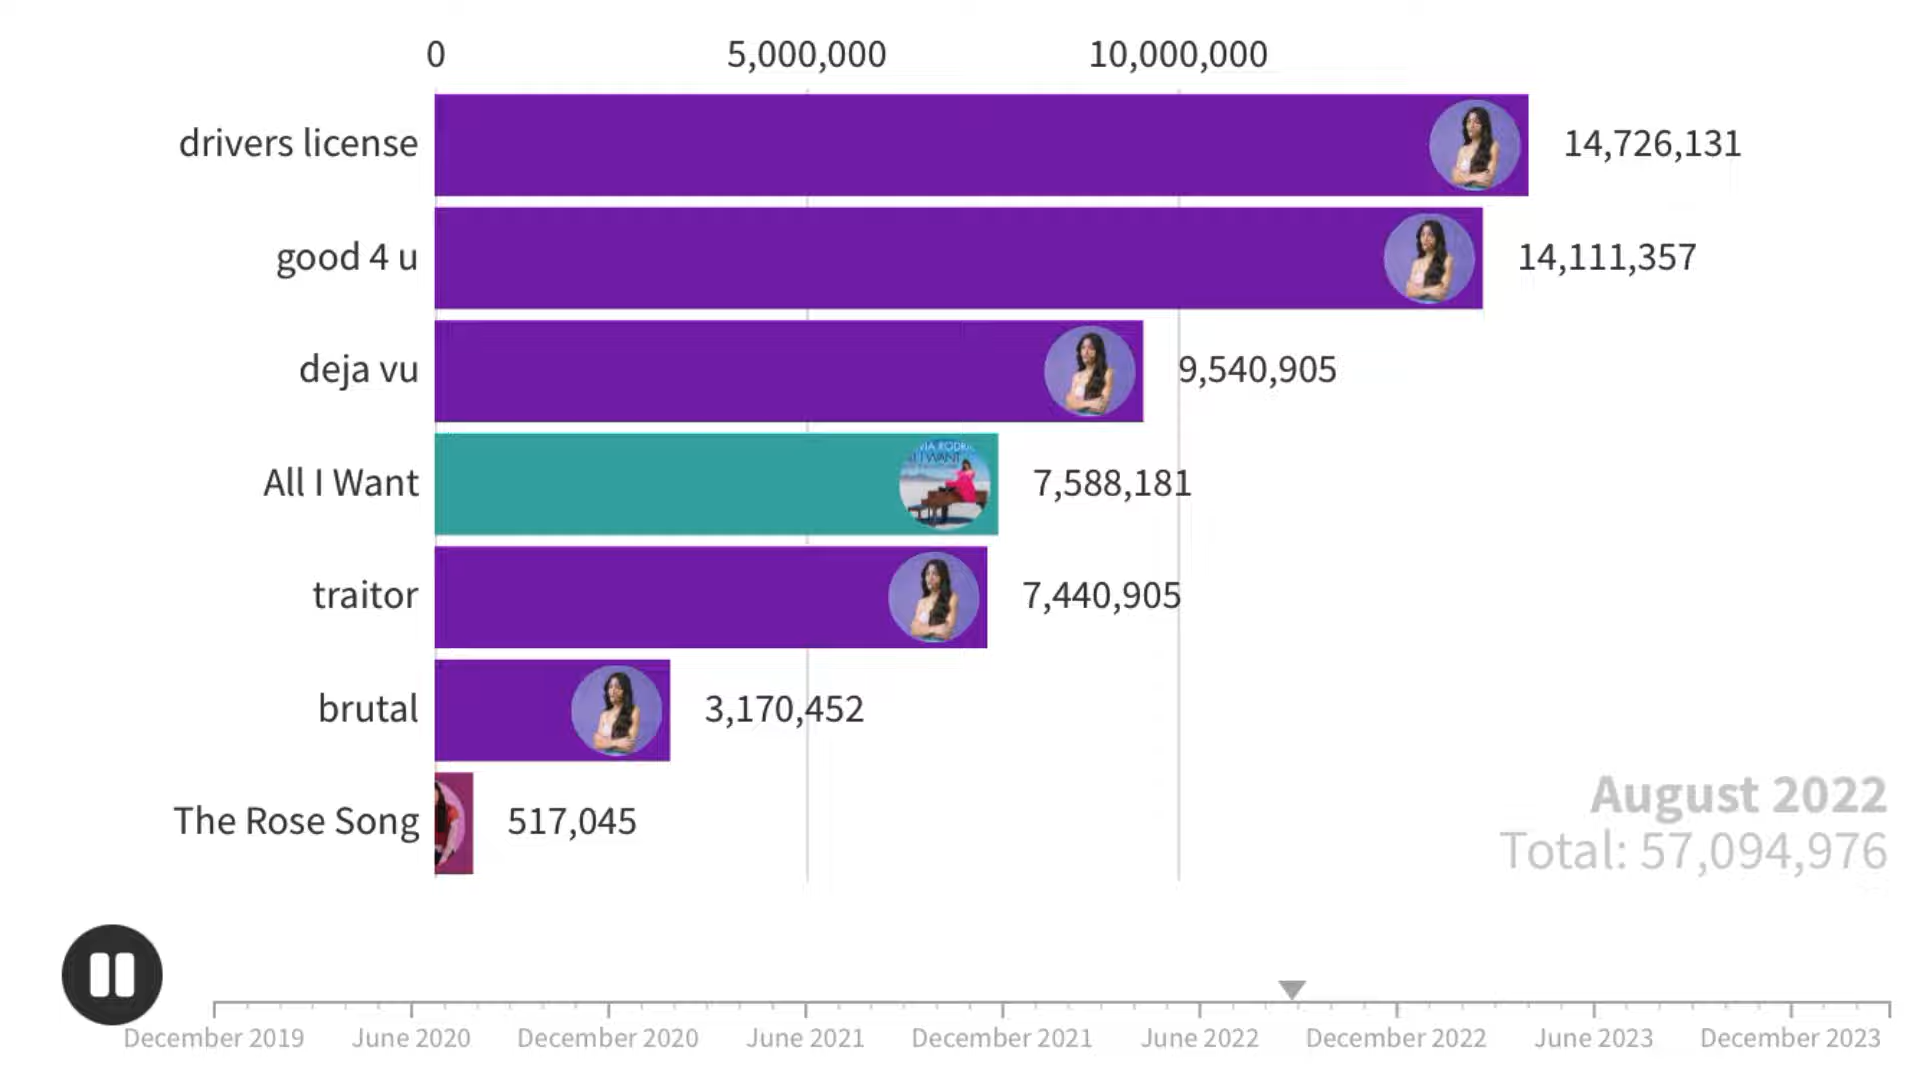 0 5,000,000 10,000,000
drivers license 14,726,131
good 4 u 14,111,357
deja vu 9,540,905
All I Want 7,588,181
traitor 7,440,905
brutal 3,170,452
The Rose Song 517,045
August 2022
Total: 57,094,976
December 2019 June 2020 December 2020 June 2021 December 2021 June 2022 December 2022 June 2023 December 2023